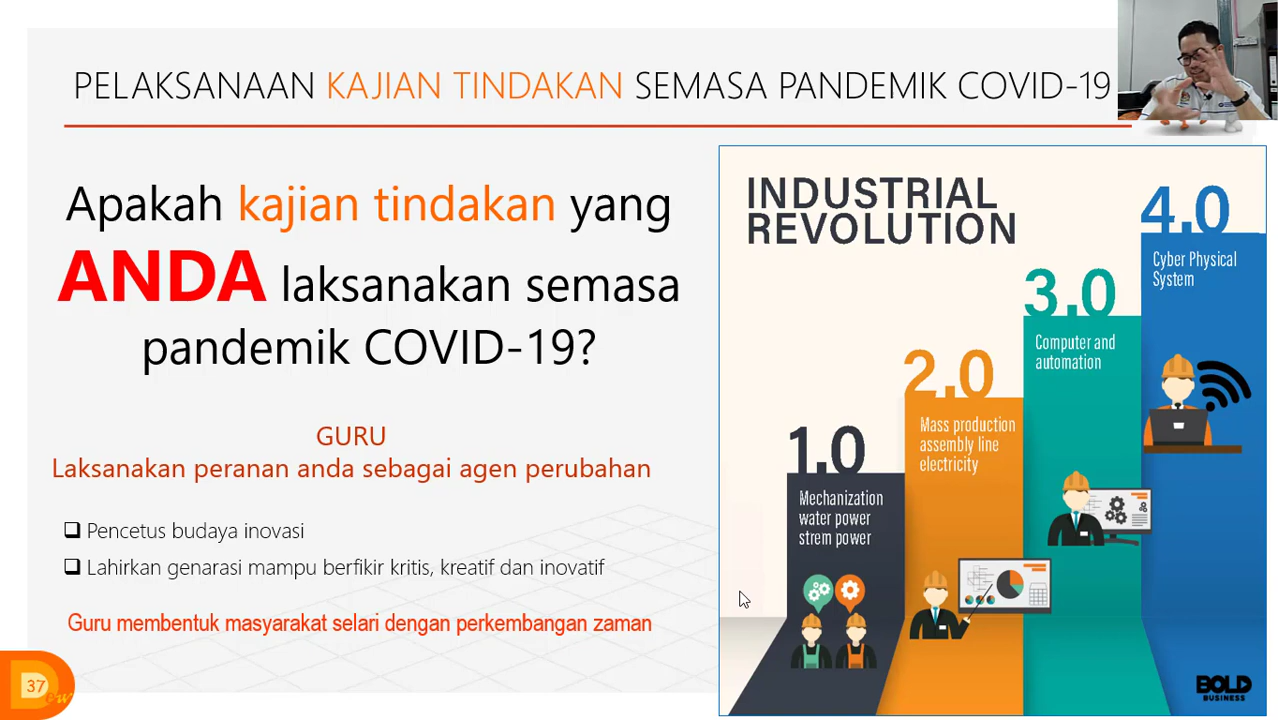 PELAKSANAAN KAJIAN TINDAKAN SEMASA PANDEMIK COVID-19
Apakah kajian tindakan yang
ANDA laksanakan semasa
pandemik COVID-19?
GURU
Laksanakan peranan anda sebagai agen perubahan
Pencetus budaya inovasi
Lahirkan genarasi mampu berfikir kritis, kreatif dan inovatif
Guru membentuk masyarakat selari dengan perkembangan zaman
37
INDUSTRIAL
REVOLUTION
1.0
Mechanization
water power
strem power
2.0
Mass production
assembly line
electricity
3.0
Computer and
automation
4.0
Cyber Physical
System
BOLD
BUSINESS